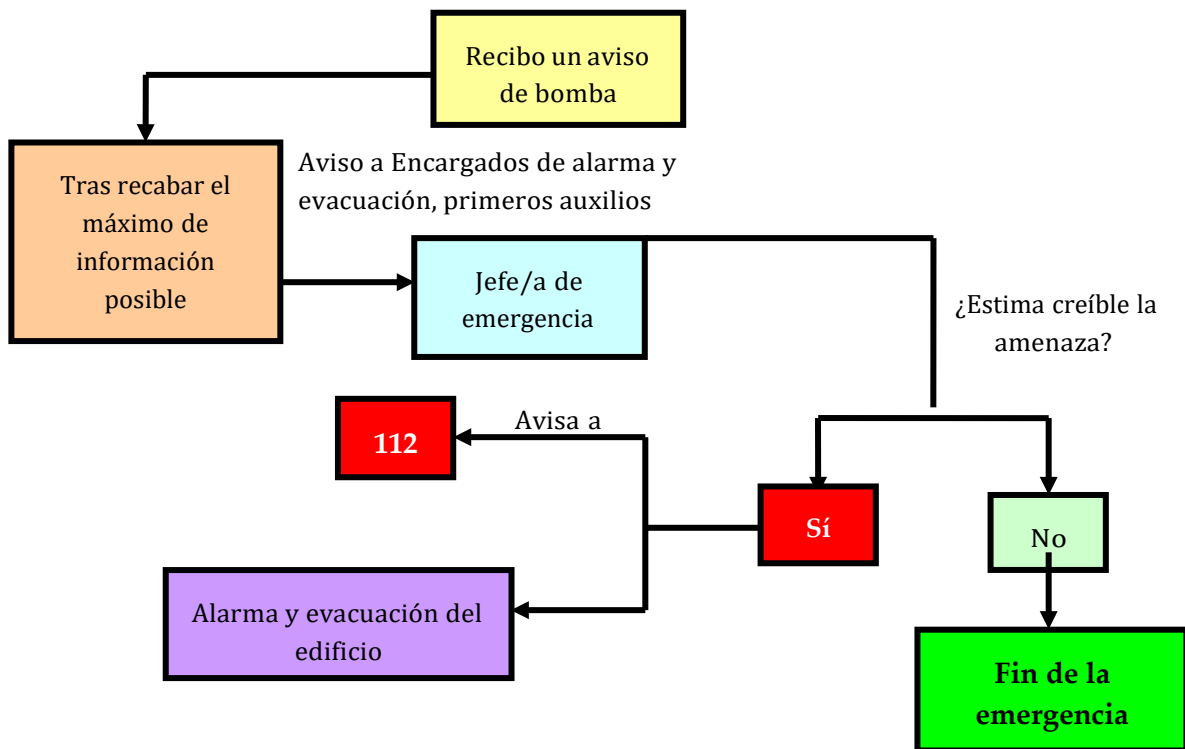 Recibo un aviso
de bomba
Aviso a Encargados de alarma y
evacuación, primeros auxilios
Tras recabar el
máximo de
información
posible
Jefe/a de
emergencia
¿Estima creíble la
amenaza?
Avisa a
112
Sí
No
Alarma y evacuación del
edificio
Fin de la
emergencia